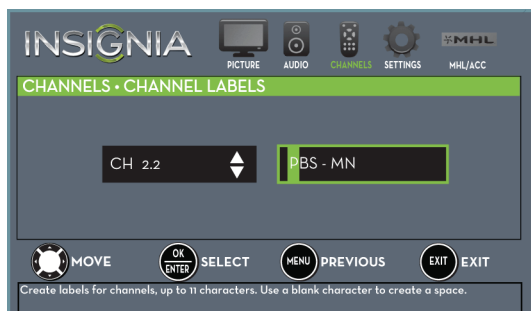 INSIGNIA
PICTURE AUDIO CHANNELS SETTINGS MHL MHL/ACC
CHANNELS • CHANNEL LABELS
CH 2.2 PBS - MN
MOVE OK ENTER SELECT MENU PREVIOUS EXIT EXIT
Create labels for channels, up to 11 characters. Use a blank character to create a space.